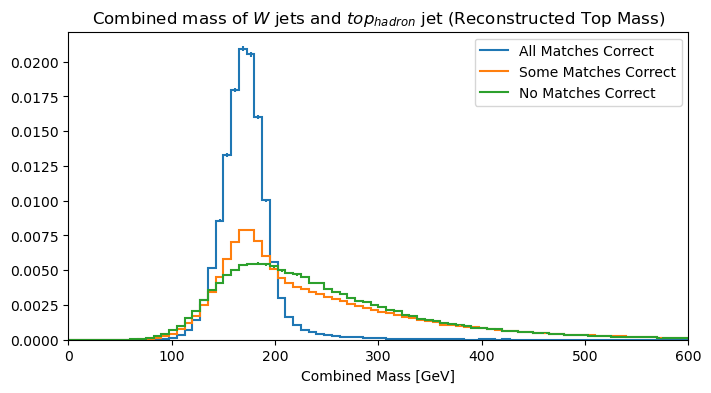 Combined mass of W jets and top_hadron jet (Reconstructed Top Mass)
All Matches Correct
Some Matches Correct
No Matches Correct
0.0200
0.0175
0.0150
0.0125
0.0100
0.0075
0.0050
0.0025
0.0000
0 100 200 300 400 500 600
Combined Mass [GeV]